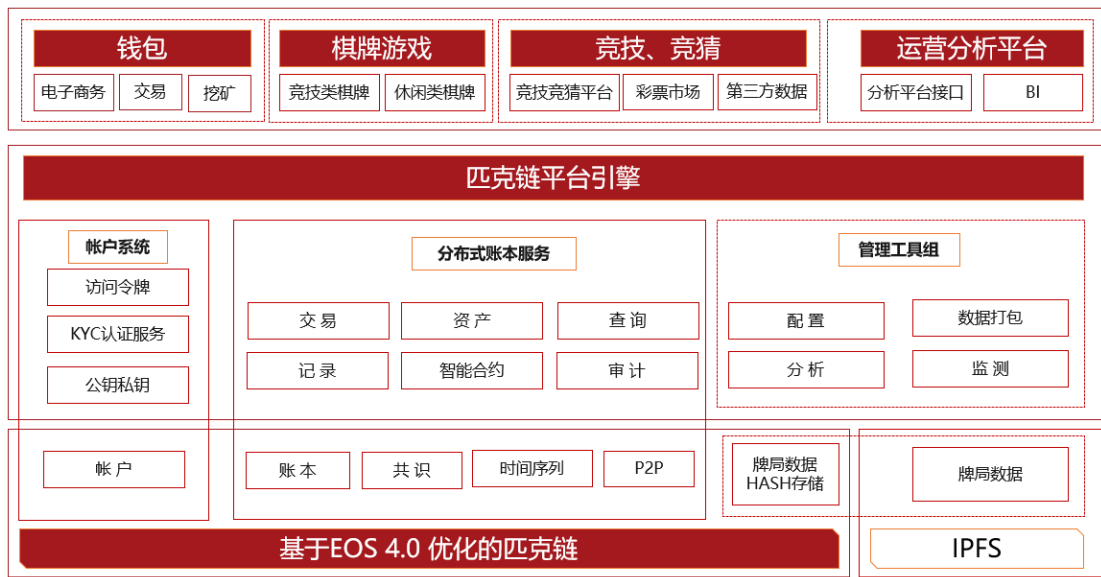 钱包
棋牌游戏
竞技、竞猜
运营分析平台
电子商务
交易
挖矿
竞技类棋牌
休闲类棋牌
竞技竞猜平台
彩票市场
第三方数据
分析平台接口
BI
匹克链平台引擎
帐户系统
访问令牌
KYC认证服务
公钥私钥
分布式账本服务
交 易
资 产
查 询
记 录
智能合约
审 计
管理工具组
配 置
数据打包
分 析
监 测
帐 户
账 本
共 识
时间序列
P2P
牌局数据
HASH存储
牌局数据
基于EOS 4.0 优化的匹克链
IPFS